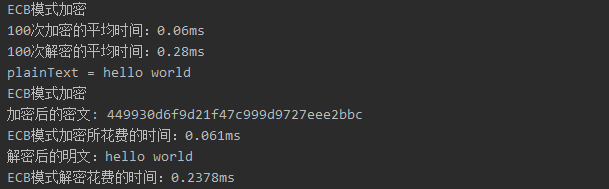 ECB模式加密
100次加密的平均时间：0.06ms
100次解密的平均时间：0.28ms
plainText = hello world
ECB模式加密
加密后的密文: 449930d6f9d21f47c999d9727eee2bbc
ECB模式加密所花费的时间：0.061ms
解密后的明文：hello world
ECB模式解密花费的时间：0.2378ms